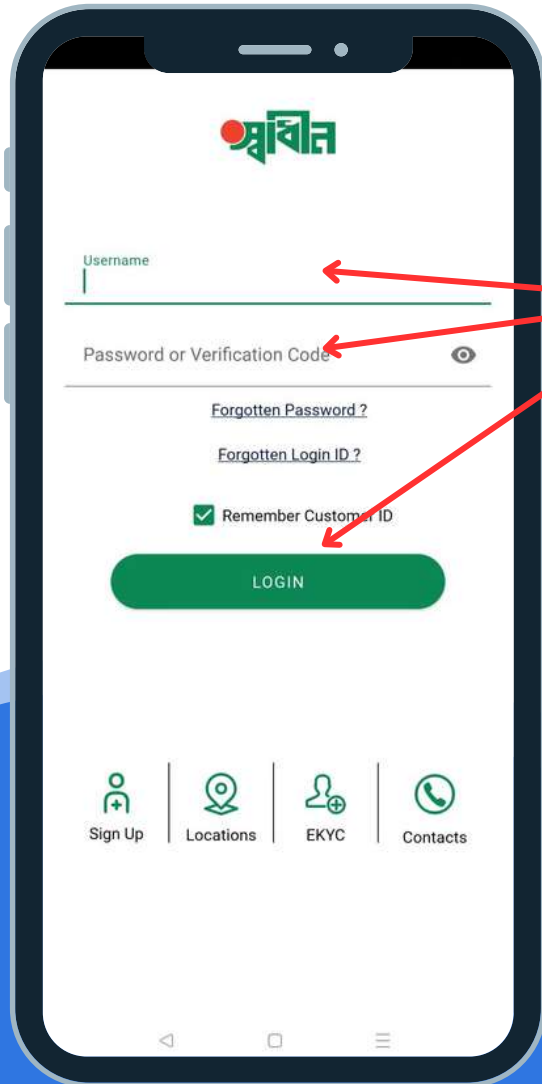 স্বাধীন
Username
Password or Verification Code
Forgotten Password ?
Forgotten Login ID ?
Remember Customer ID
LOGIN
Sign Up Locations EKYC Contacts